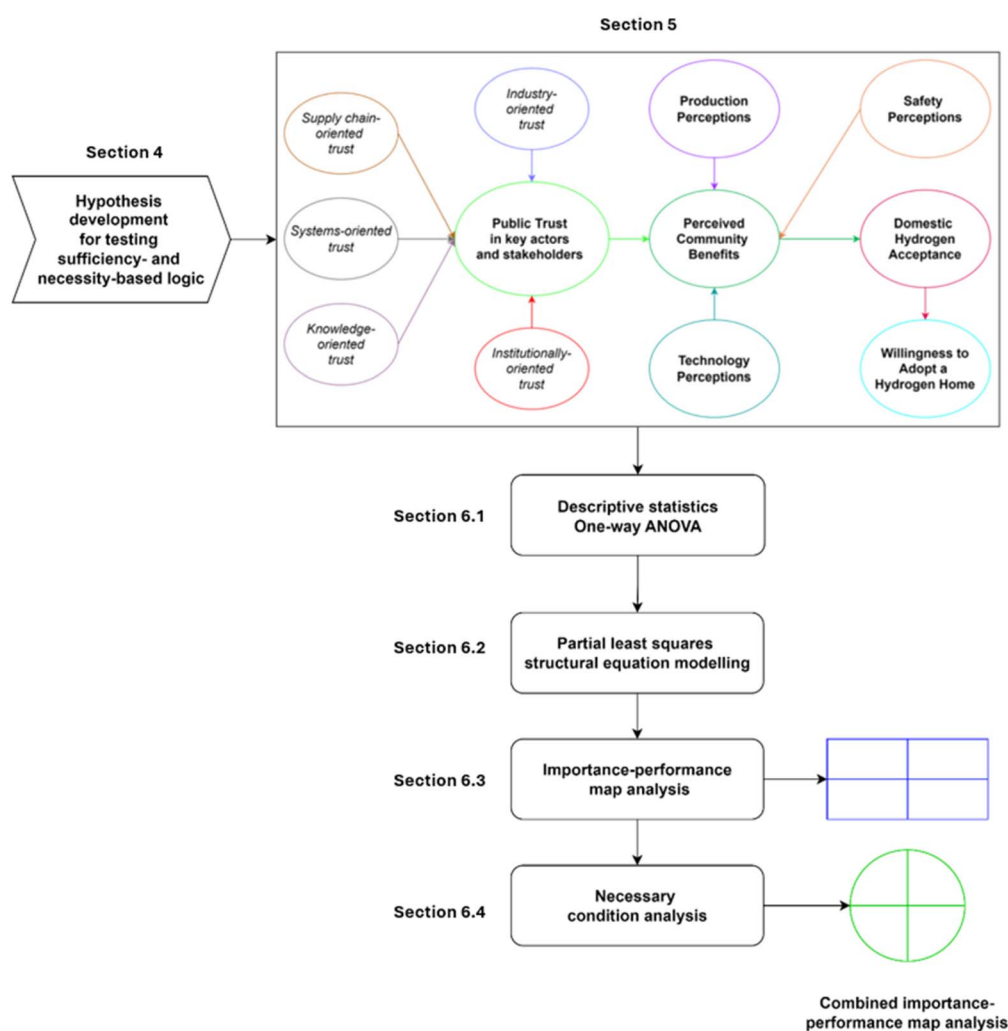 Section 5
Section 4
Hypothesis
development
for testing
sufficiency- and
necessity-based logic
Supply chain-
oriented
trust
Systems-oriented
trust
Knowledge-
oriented
trust
Industry-
oriented
trust
Public Trust
in key actors
and stakeholders
Institutionally-
oriented
trust
Production
Perceptions
Perceived
Community
Benefits
Technology
Perceptions
Safety
Perceptions
Domestic
Hydrogen
Acceptance
Willingness to
Adopt a
Hydrogen Home
Section 6.1
Descriptive statistics
One-way ANOVA
Section 6.2
Partial least squares
structural equation modelling
Section 6.3
Importance-performance
map analysis
Section 6.4
Necessary
condition analysis
Combined importance-
performance map analysis